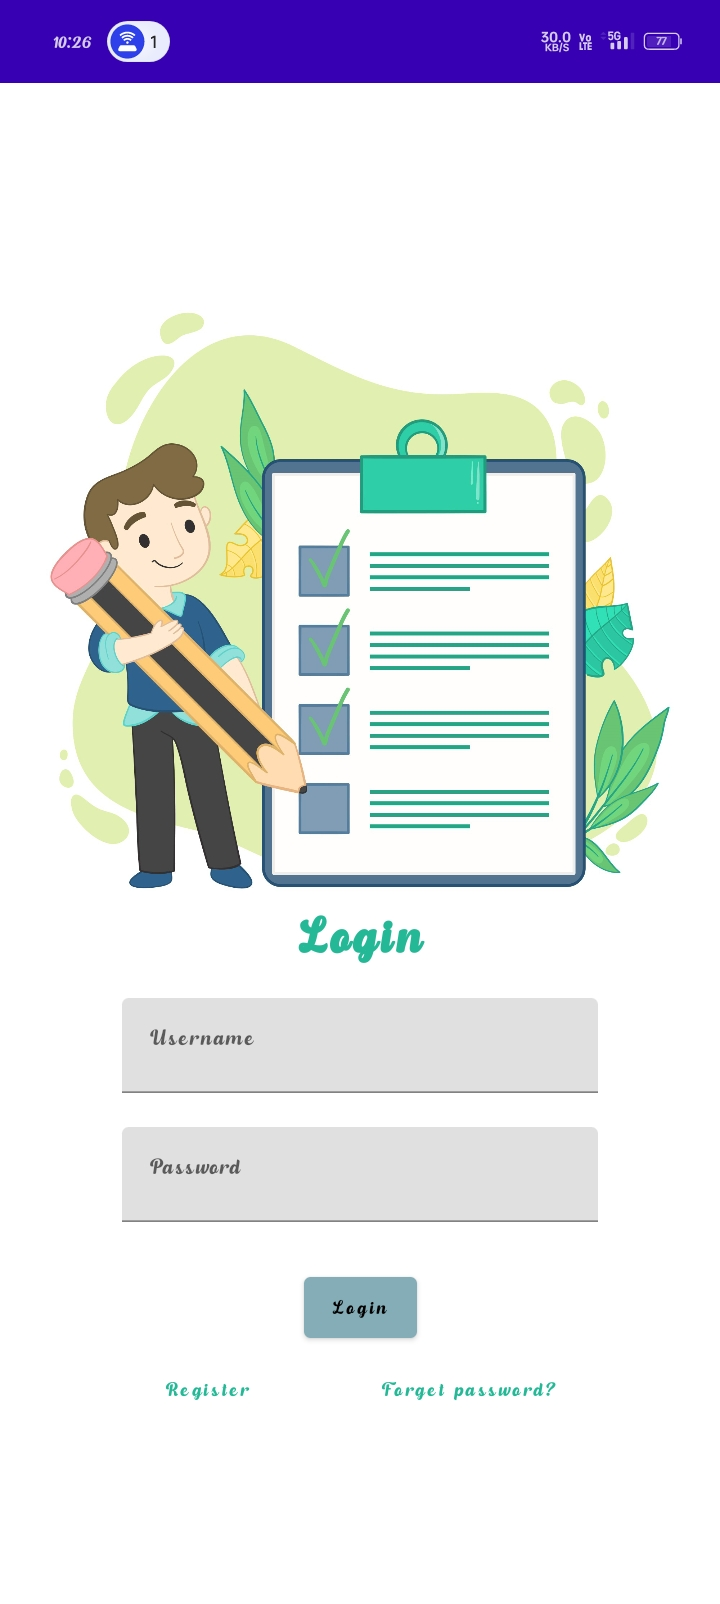 10:26 1 30.0 KB/S Vo LTE 5G 77
Login
Username
Password
Login
Register Forget password?